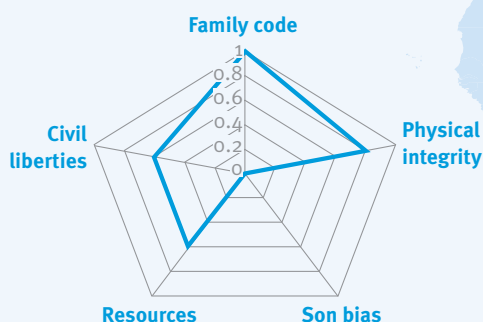 Family code
1
0.8
0.6
0.4
0.2
0
Civil
liberties
Physical
integrity
Resources
Son bias